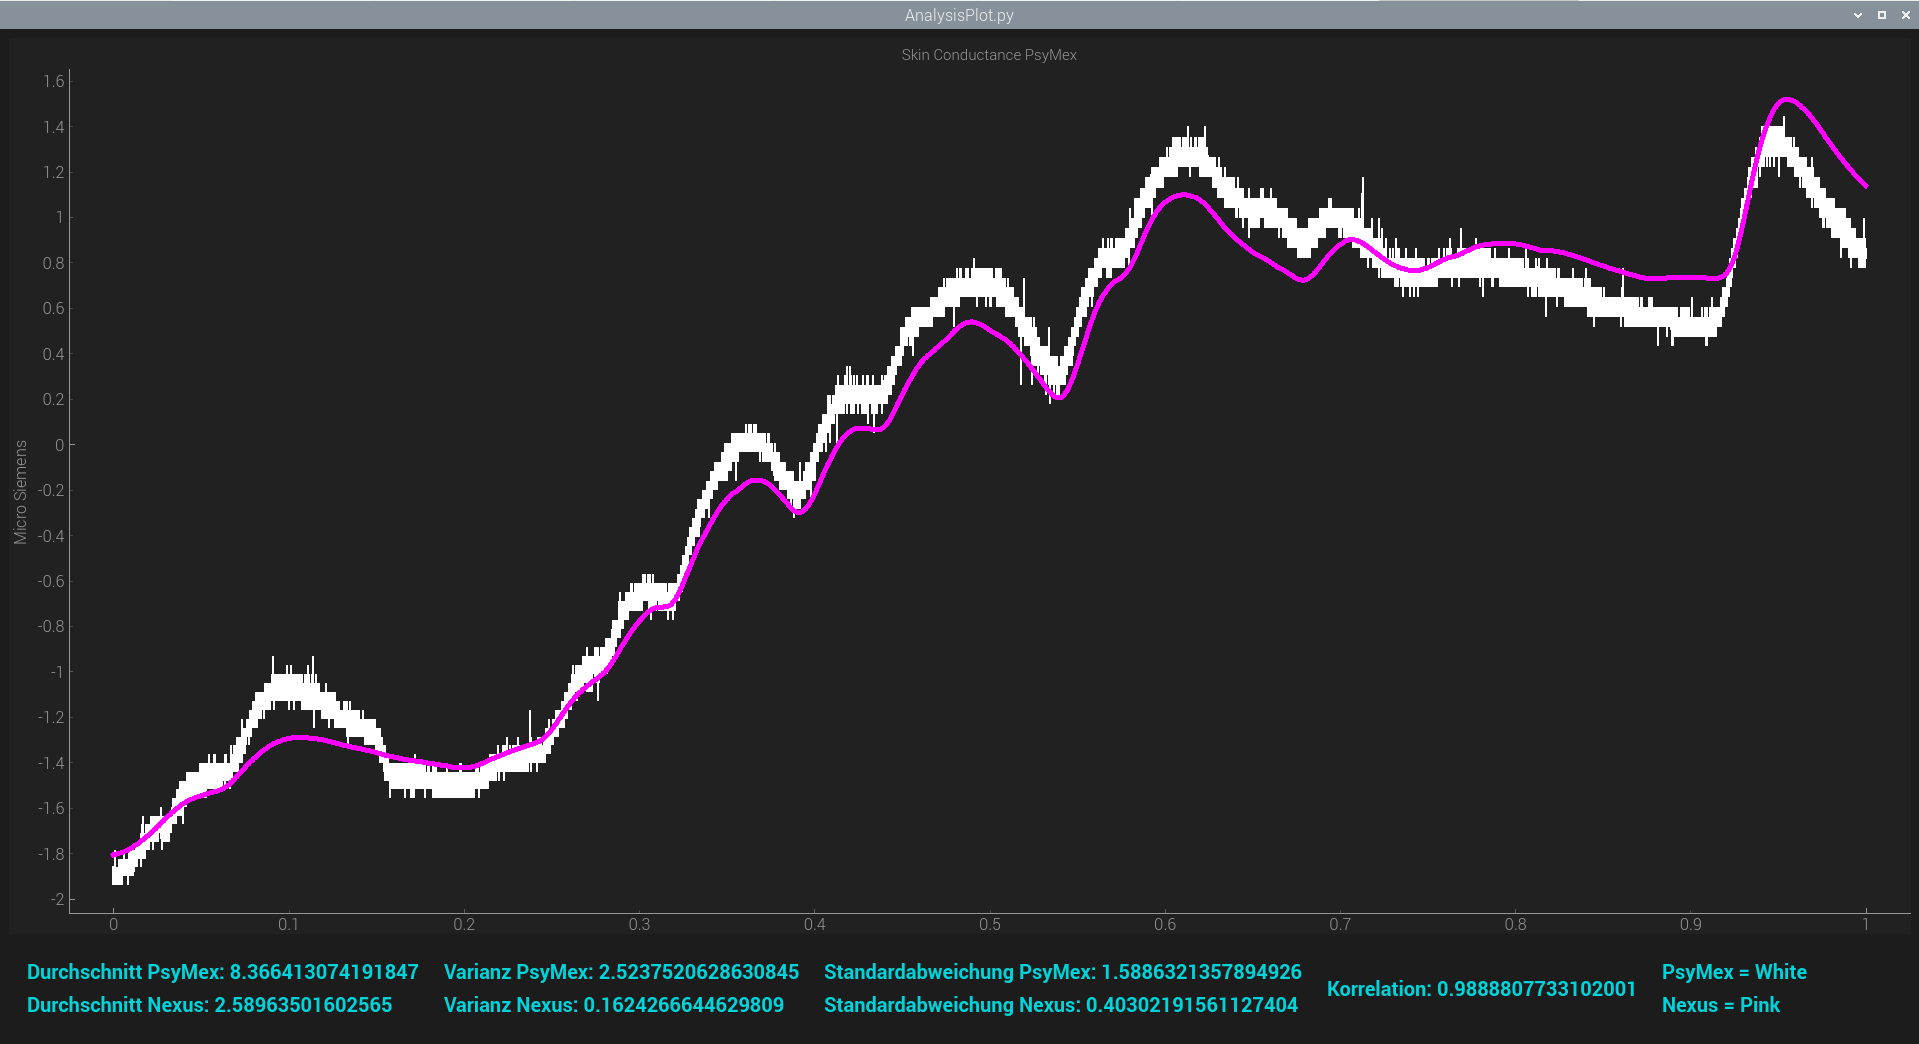 AnalysisPlot.py
Skin Conductance PsyMex
1.6
1.4
1.2
1
0.8
0.6
0.4
0.2
0
-0.2
-0.4
-0.6
-0.8
-1
-1.2
-1.4
-1.6
-1.8
-2
Micro Siemens
0 0.1 0.2 0.3 0.4 0.5 0.6 0.7 0.8 0.9 1
Durchschnitt PsyMex: 8.366413074191847 Varianz PsyMex: 2.5237520628630845 Standardabweichung PsyMex: 1.5886321357894926 PsyMex = White
Korrelation: 0.9888807733102001
Durchschnitt Nexus: 2.58963501602565 Varianz Nexus: 0.1624266644629809 Standardabweichung Nexus: 0.40302191561127404 Nexus = Pink